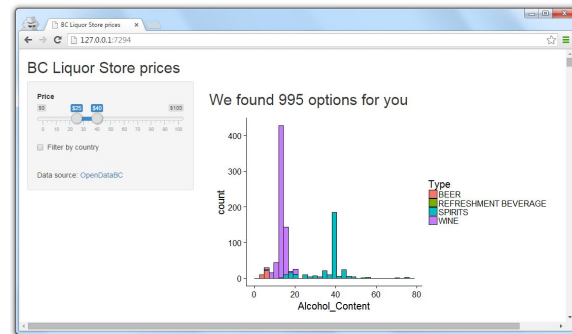 BC Liquor Store prices
127.0.0.1:7294
BC Liquor Store prices
Price
$0 $25 $40 $100
0 10 20 30 40 50 60 70 80 90 100
Filter by country
Data source: OpenDataBC
We found 995 options for you
count
400
300
200
100
0
0 20 40 60 80
Alcohol_Content
Type
BEER
REFRESHMENT BEVERAGE
SPIRITS
WINE